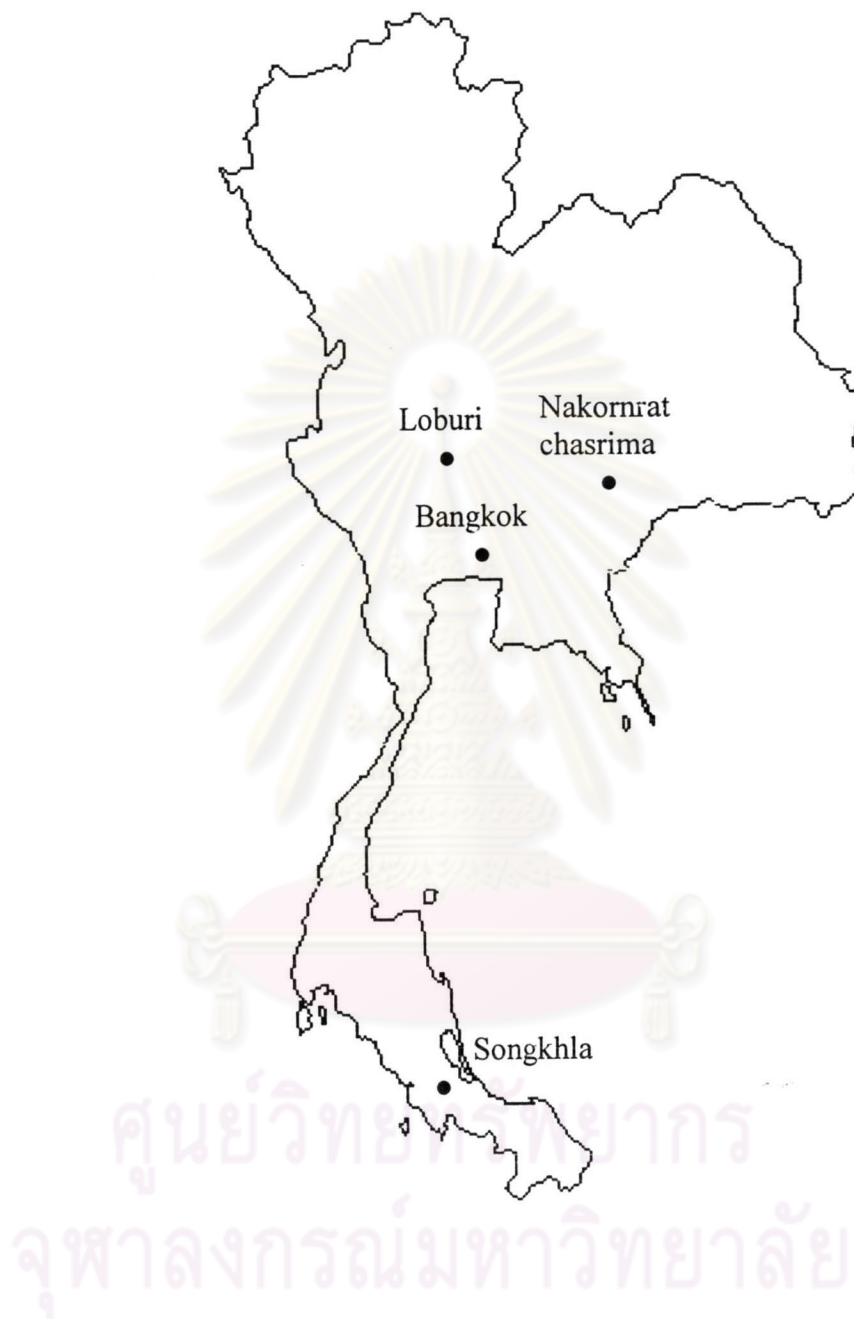 Loburi
Nakornrat
chasrima
Bangkok
Songkhla
ศูนย์วิทยทรัพยากร
จุฬาลงกรณ์มหาวิทยาลัย